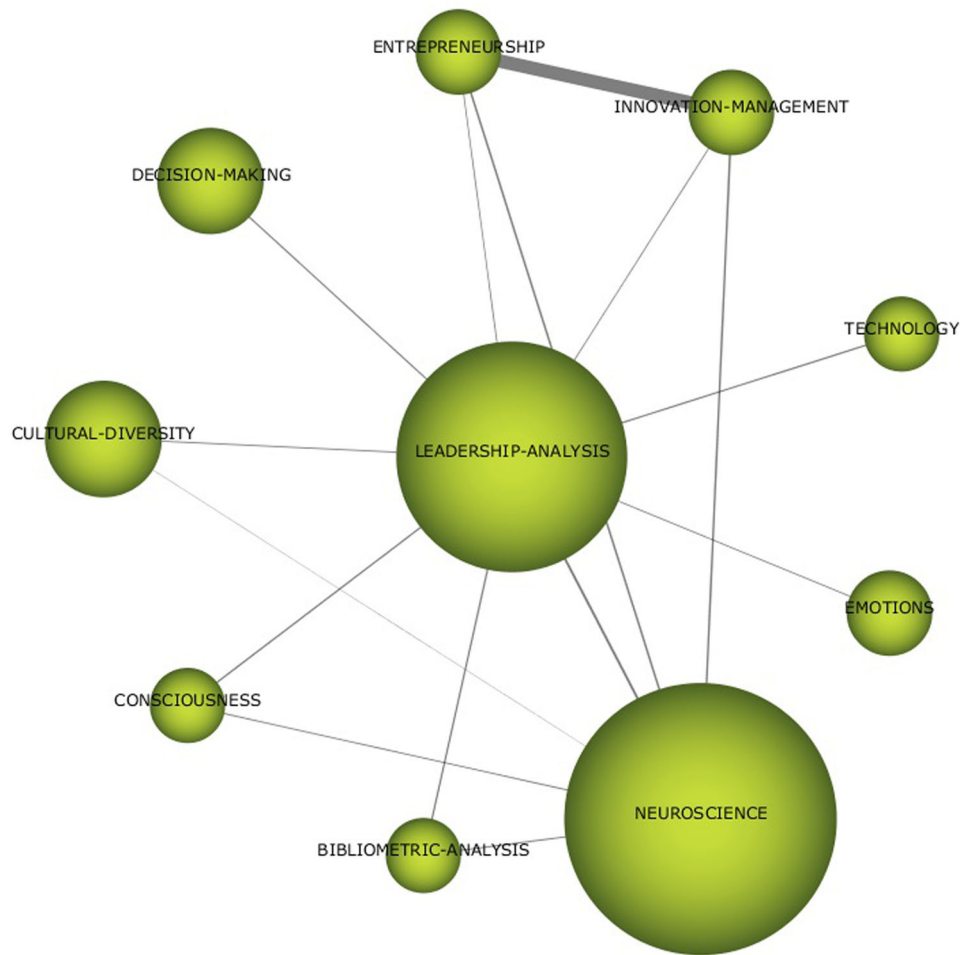 ENTREPRENEURSHIP
INNOVATION-MANAGEMENT
DECISION-MAKING
TECHNOLOGY
CULTURAL-DIVERSITY
LEADERSHIP-ANALYSIS
EMOTIONS
CONSCIOUSNESS
NEUROSCIENCE
BIBLIOMETRIC-ANALYSIS